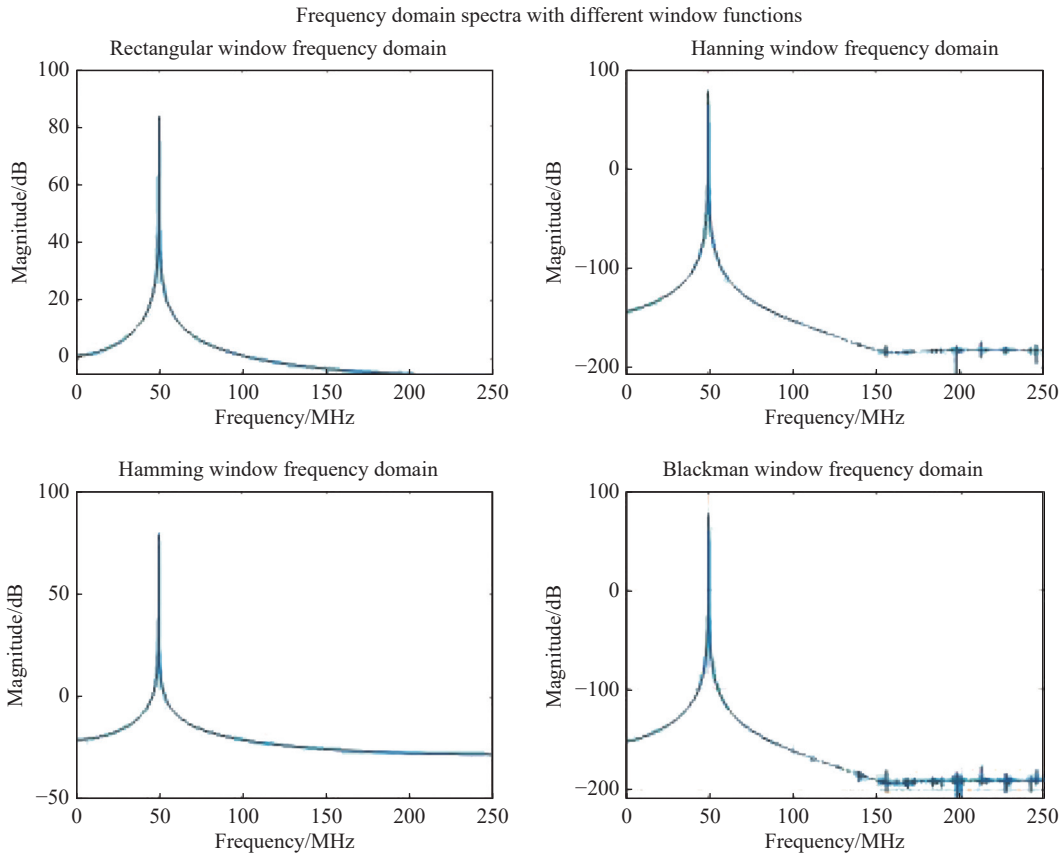 Frequency domain spectra with different window functions
Rectangular window frequency domain
100
80
60
40
20
0
Magnitude/dB
0 50 100 150 200 250
Frequency/MHz
Hanning window frequency domain
100
0
−100
−200
Magnitude/dB
0 50 100 150 200 250
Frequency/MHz
Hamming window frequency domain
100
50
0
−50
Magnitude/dB
0 50 100 150 200 250
Frequency/MHz
Blackman window frequency domain
100
0
−100
−200
Magnitude/dB
0 50 100 150 200 250
Frequency/MHz